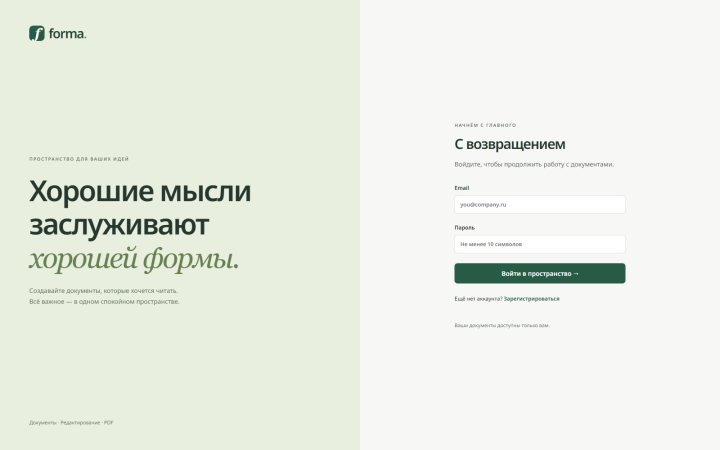 forma.
ПРОСТРАНСТВО ДЛЯ ВАШИХ ИДЕЙ
Хорошие мысли
заслуживают
хорошей формы.
Создавайте документы, которые хочется читать.
Всё важное — в одном спокойном пространстве.
Документы · Редактирование · PDF
НАЧНЁМ С ГЛАВНОГО
С возвращением
Войдите, чтобы продолжить работу с документами.
Email
you@company.ru
Пароль
Не менее 10 символов
Войти в пространство →
Ещё нет аккаунта? Зарегистрироваться
Ваши документы доступны только вам.